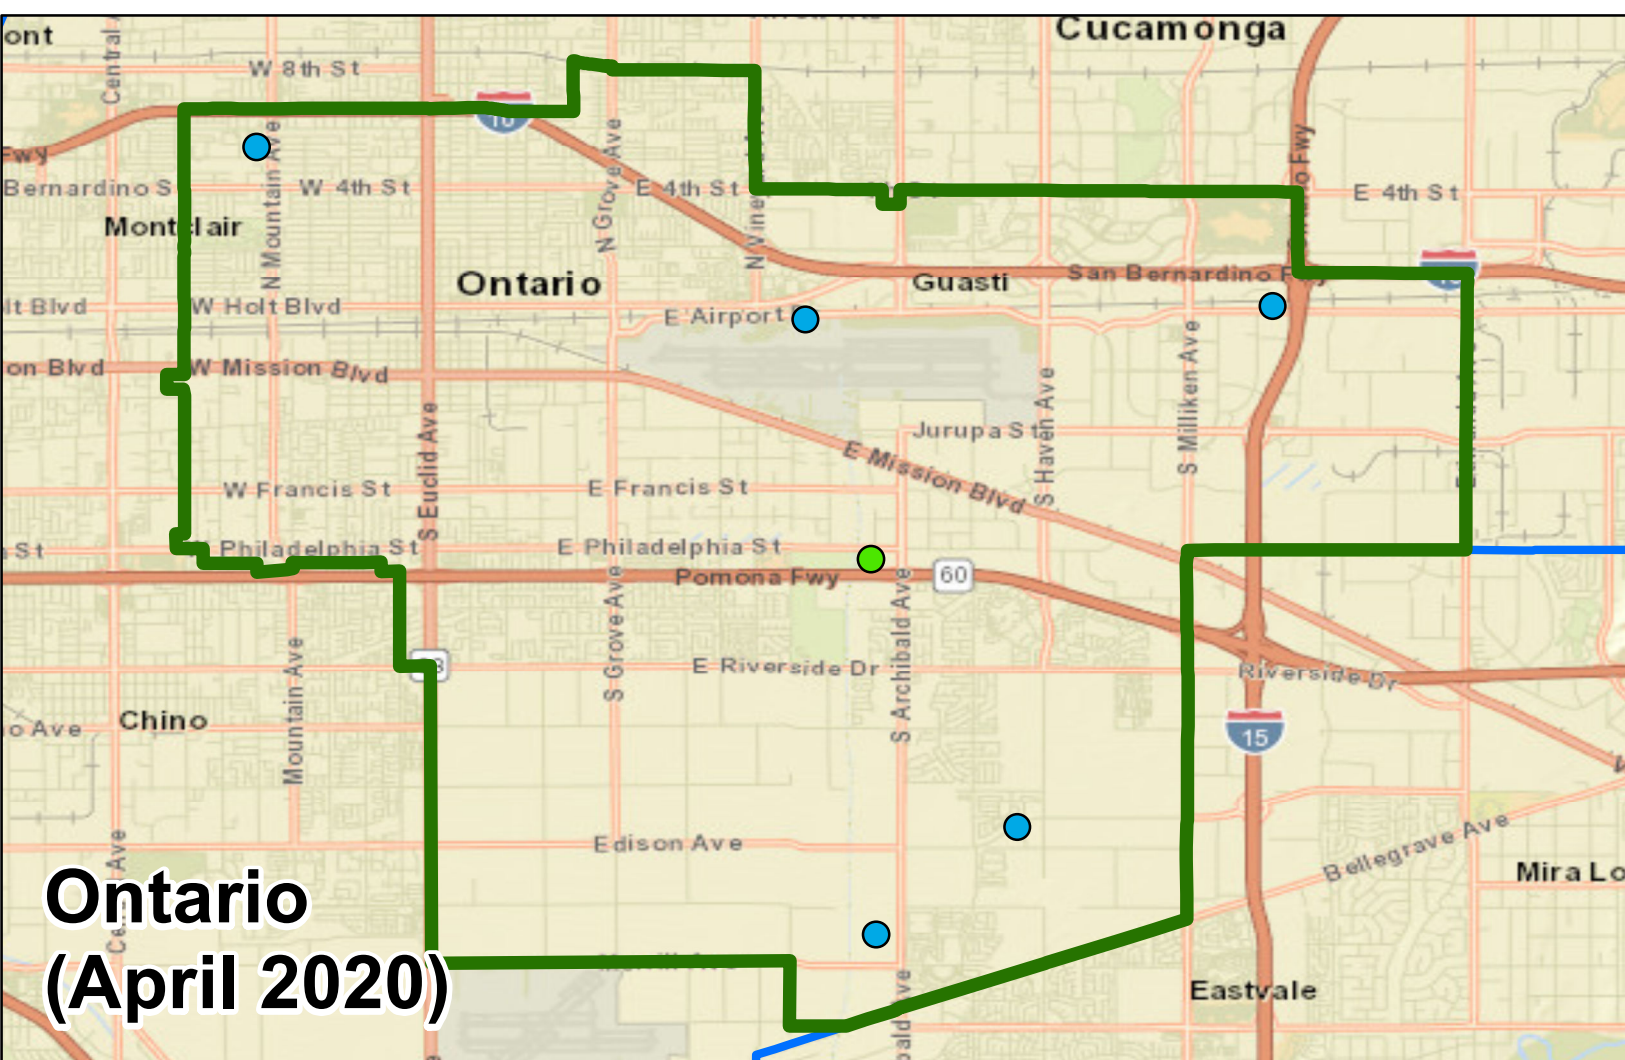 Cucamonga
ont
Central
W 8th St
10
Fwy
N Grove Ave
N Mountain Ave
Bernardino S
W 4th St
E 4th St
E 4th St
Montclair
N Vine
Ontario
Guasti
San Bernardino F
lt Blvd
W Holt Blvd
E Airport
on Blvd
W Mission Blvd
S Milliken Ave
S Haven Ave
S Euclid Ave
Jurupa St
E Mission Blvd
W Francis St
E Francis St
St
Philadelphia St
E Philadelphia St
Pomona Fwy
60
S Grove Ave
S Archibald Ave
Mountain Ave
E Riverside Dr
Riverside Dr
Chino
o Ave
15
Edison Ave
Bellegrave Ave
Mira Lo
Ontario
(April 2020)
Eastvale
bald Ave